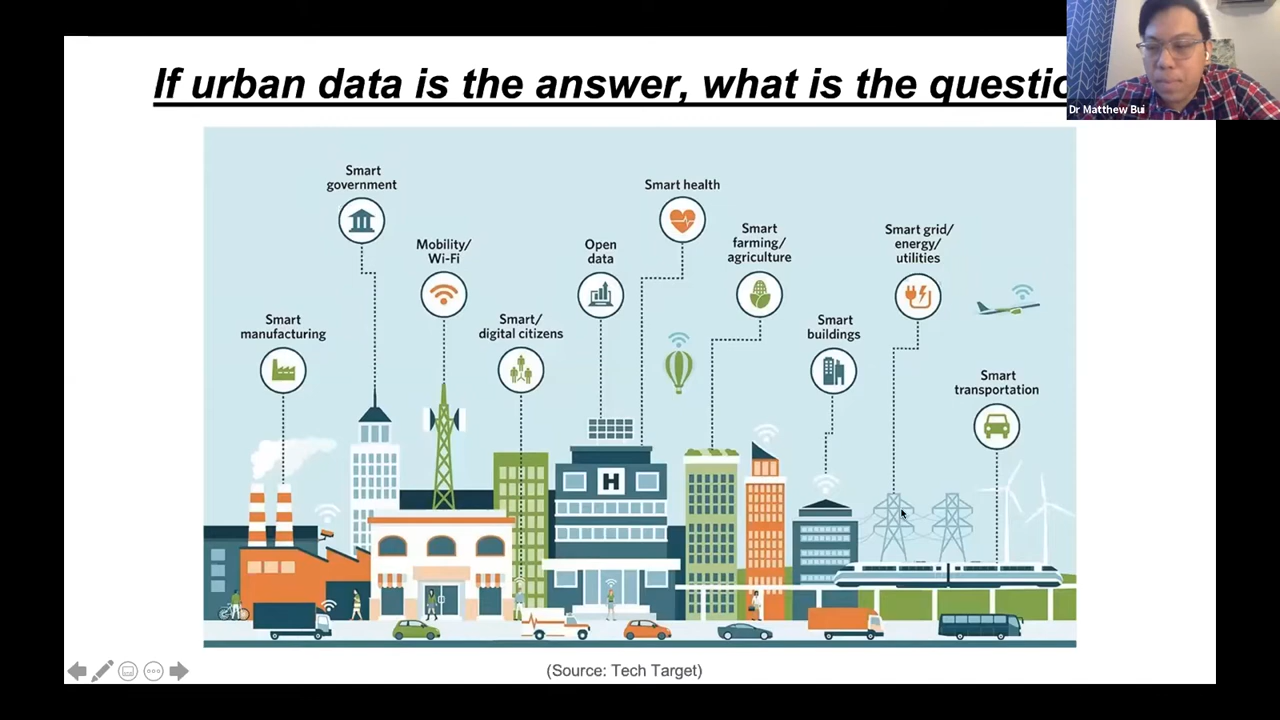 If urban data is the answer, what is the questio
Dr Matthew Bui
Smart
government
Smart health
Mobility/
Wi-Fi
Open
data
Smart
farming/
agriculture
Smart grid/
energy/
utilities
Smart
manufacturing
Smart/
digital citizens
Smart
buildings
Smart
transportation
H
(Source: Tech Target)